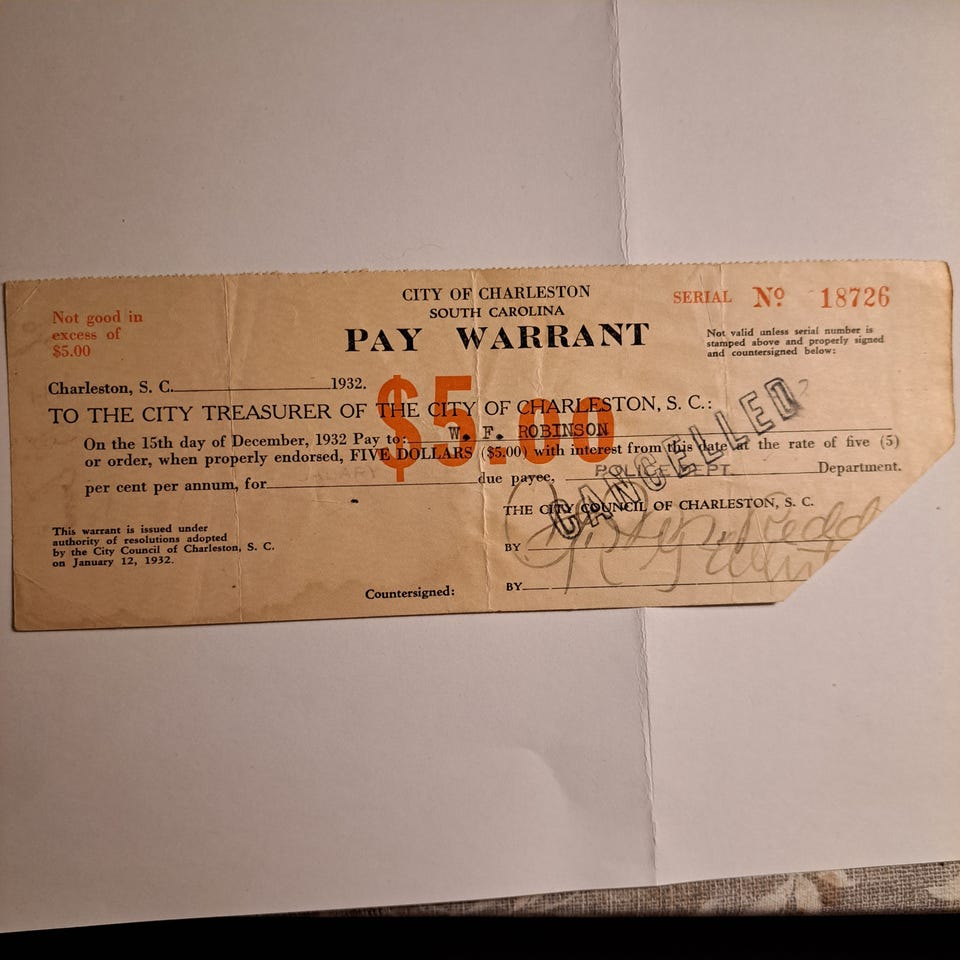 CITY OF CHARLESTON
SOUTH CAROLINA
PAY WARRANT
SERIAL Nº 18726
Not good in
excess of
$5.00
Not valid unless serial number is
stamped above and properly signed
and countersigned below:
Charleston, S. C. 1932.
$5.00
TO THE CITY TREASURER OF THE CITY OF CHARLESTON, S. C.:
On the 15th day of December, 1932 Pay to: W. F. ROBINSON
or order, when properly endorsed, FIVE DOLLARS ($5.00) with interest from this date at the rate of five (5)
per cent per annum, for SALARY due payee, POLICE DEPT. Department.
CANCELLED
THE CITY COUNCIL OF CHARLESTON, S. C.
This warrant is issued under
authority of resolutions adopted
by the City Council of Charleston, S. C.
on January 12, 1932.
BY
Countersigned:
BY